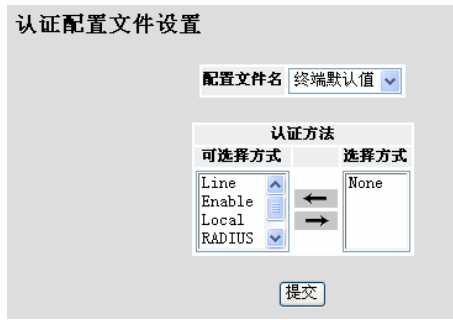 认证配置文件设置
配置文件名 终端默认值
认证方法
可选择方式 选择方式
Line None
Enable
Local
RADIUS
提交